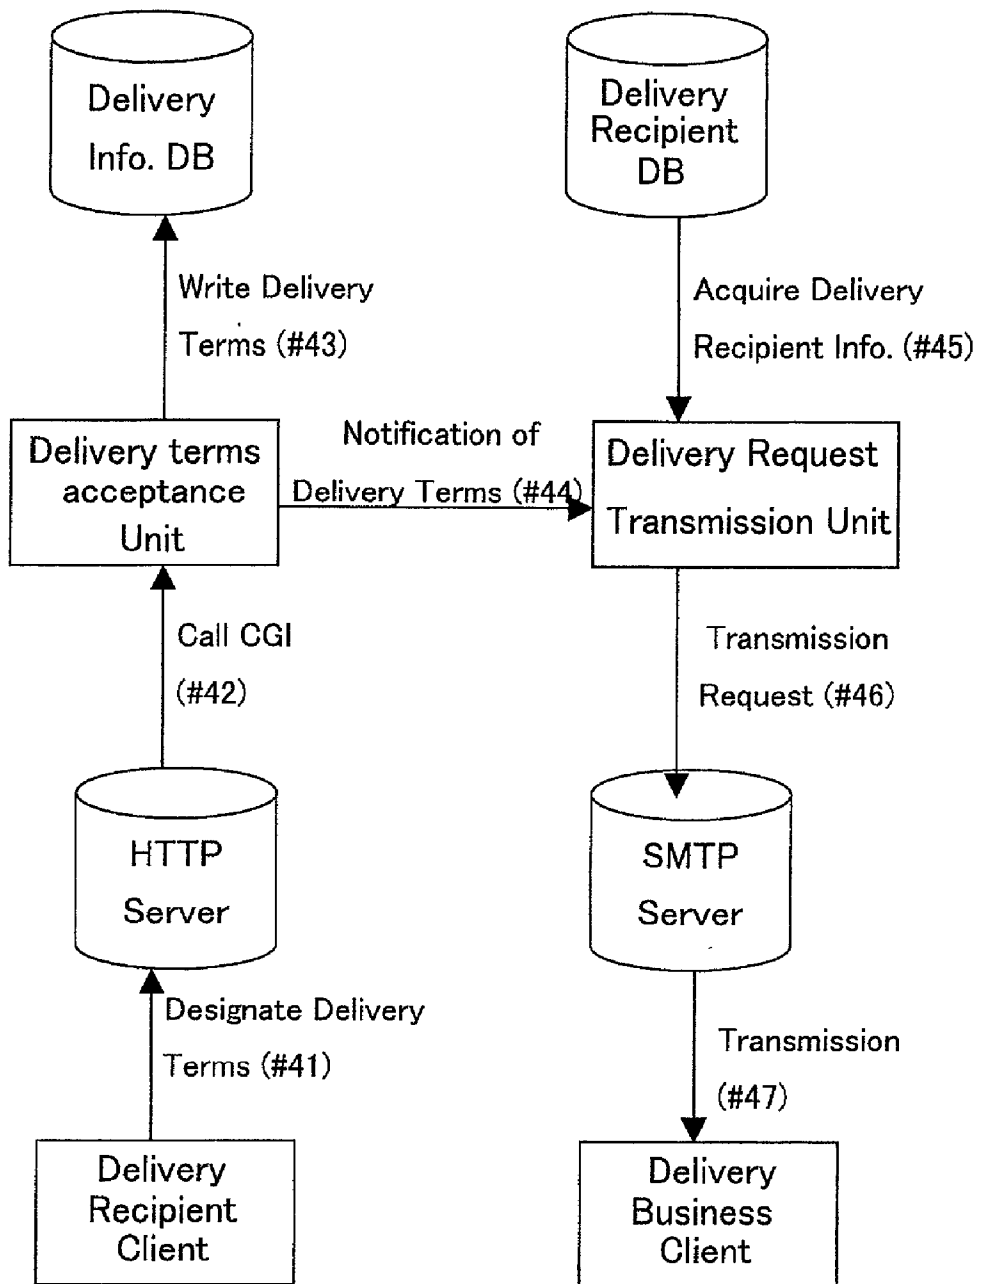 Delivery
Info. DB
Delivery
Recipient
DB
Write Delivery
Terms (#43)
Acquire Delivery
Recipient Info. (#45)
Delivery terms
acceptance
Unit
Notification of
Delivery Terms (#44)
Delivery Request
Transmission Unit
Call CGI
(#42)
Transmission
Request (#46)
HTTP
Server
SMTP
Server
Designate Delivery
Terms (#41)
Transmission
(#47)
Delivery
Recipient
Client
Delivery
Business
Client